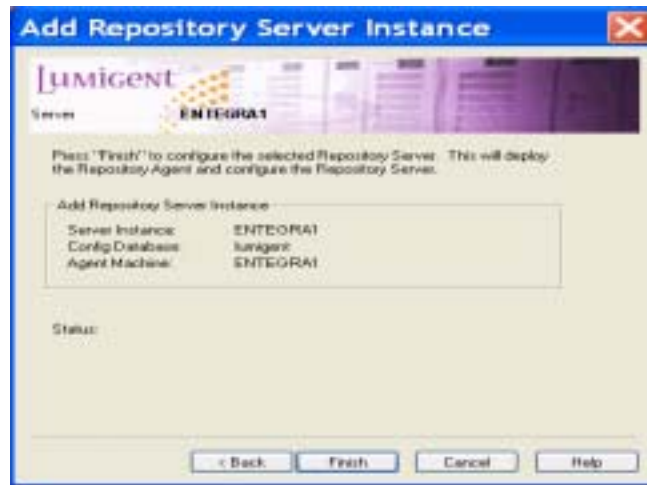 Add Repository Server Instance
LUMIGENT
Server ENTEGRA1
Press "Finish" to configure the selected Repository Server. This will deploy
the Repository Agent and configure the Repository Server.
Add Repository Server Instance
Server Instance: ENTEGRA1
Config Database: lumigent
Agent Machine: ENTEGRA1
Status:
< Back Finish Cancel Help